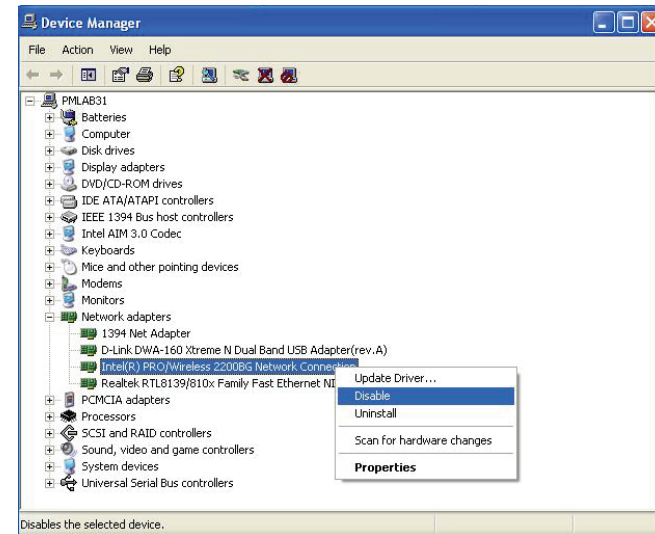 Device Manager
File Action View Help
PMLAB31
Batteries
Computer
Disk drives
Display adapters
DVD/CD-ROM drives
IDE ATA/ATAPI controllers
IEEE 1394 Bus host controllers
Intel AIM 3.0 Codec
Keyboards
Mice and other pointing devices
Modems
Monitors
Network adapters
1394 Net Adapter
D-Link DWA-160 Xtreme N Dual Band USB Adapter(rev.A)
Intel(R) PRO/Wireless 2200BG Network Connection
Realtek RTL8139/810x Family Fast Ethernet NI
Update Driver...
Disable
Uninstall
Scan for hardware changes
Properties
PCMCIA adapters
Processors
SCSI and RAID controllers
Sound, video and game controllers
System devices
Universal Serial Bus controllers
Disables the selected device.